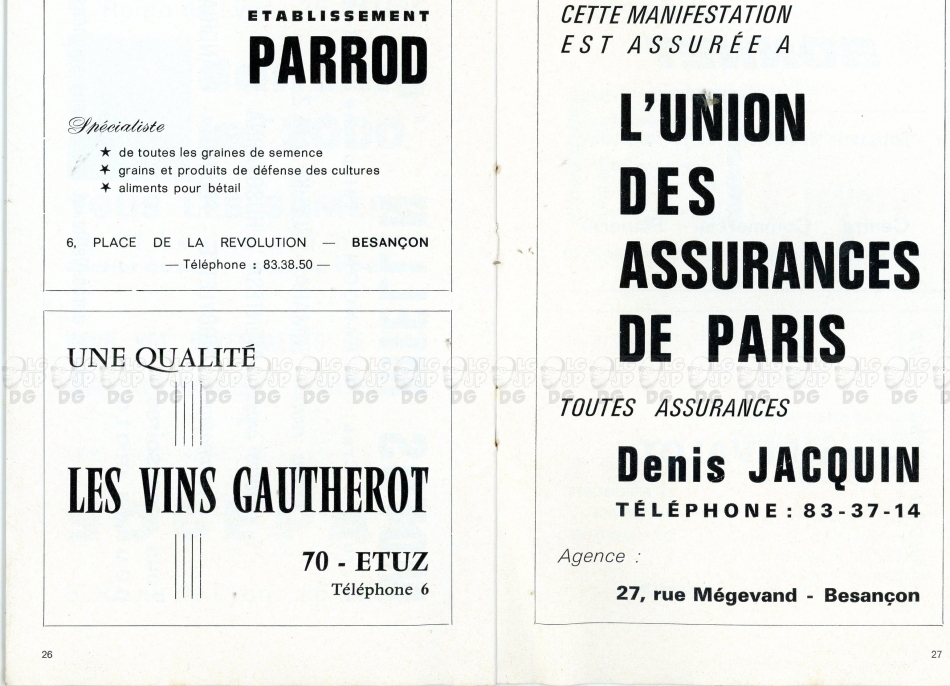 ETABLISSEMENT
PARROD
Spécialiste
★ de toutes les graines de semence
★ grains et produits de défense des cultures
★ aliments pour bétail
6, PLACE DE LA REVOLUTION — BESANÇON
— Téléphone : 83.38.50 —
UNE QUALITÉ
LES VINS GAUTHEROT
70 - ETUZ
Téléphone 6
26
CETTE MANIFESTATION
EST ASSURÉE A
L'UNION
DES
ASSURANCES
DE PARIS
TOUTES ASSURANCES
Denis JACQUIN
TÉLÉPHONE : 83-37-14
Agence :
27, rue Mégevand - Besançon
27